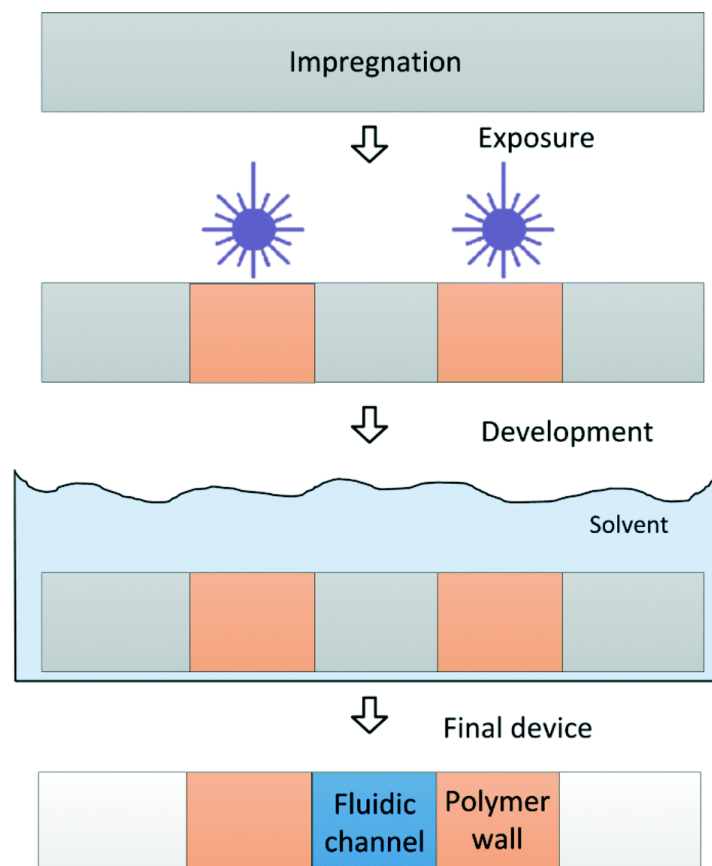 Impregnation
Exposure
Development
Solvent
Final device
Fluidic
channel
Polymer
wall